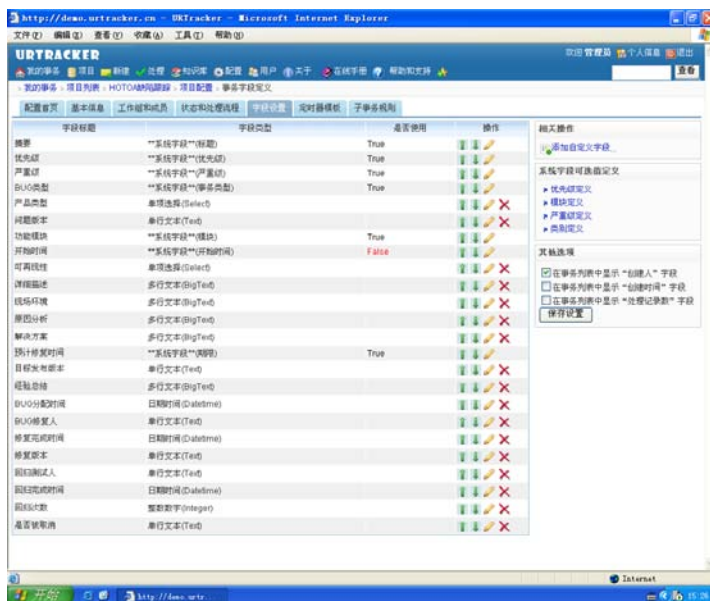 http://demo.urtracker.cn - URTracker - Microsoft Internet Explorer
文件(F) 编辑(E) 查看(V) 收藏(A) 工具(T) 帮助(H)
URTRACKER
欢迎 管理员 个人信息 退出
我的事务 项目 新建 处理 知识库 配置 用户 关于 在线手册 帮助和支持
查看
我的事务 项目列表 HOTOA缺陷跟踪 项目配置 事务字段定义
配置首页 基本信息 工作组和成员 状态和处理流程 字段设置 定时器模板 子事务规则
字段标题 字段类型 是否使用 操作
摘要 **系统字段**(标题) True
优先级 **系统字段**(优先级) True
严重级 **系统字段**(严重级) True
BUG类型 **系统字段**(事务类型) True
产品类型 单项选择(Select)
问题版本 单行文本(Text)
功能模块 **系统字段**(模块) True
开始时间 **系统字段**(开始时间) False
可再现性 单项选择(Select)
详细描述 多行文本(BigText)
现场环境 多行文本(BigText)
原因分析 多行文本(BigText)
解决方案 多行文本(BigText)
预计修复时间 **系统字段**(期限) True
目标发布版本 单行文本(Text)
经验总结 多行文本(BigText)
BUG分配时间 日期时间(Datetime)
BUG修复人 单行文本(Text)
修复完成时间 日期时间(Datetime)
修复版本 单行文本(Text)
回归测试人 单行文本(Text)
回归完成时间 日期时间(Datetime)
回归次数 整数数字(Integer)
是否被取消 单行文本(Text)
相关操作
添加自定义字段...
系统字段可选值定义
优先级定义
模块定义
严重级定义
类别定义
其他选项
在事务列表中显示“创建人”字段
在事务列表中显示“创建时间”字段
在事务列表中显示“处理记录数”字段
保存设置
Internet
开始
http://demo.urtr...
15:26